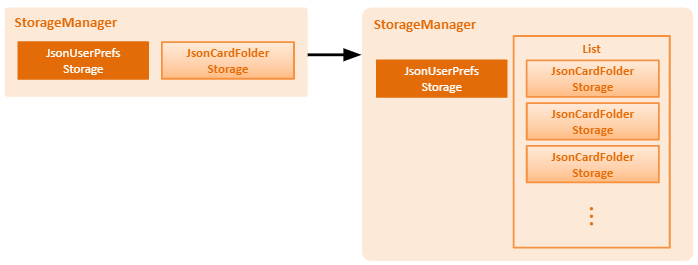 StorageManager
JsonUserPrefs
Storage
JsonCardFolder
Storage
StorageManager
JsonUserPrefs
Storage
List
JsonCardFolder
Storage
JsonCardFolder
Storage
JsonCardFolder
Storage